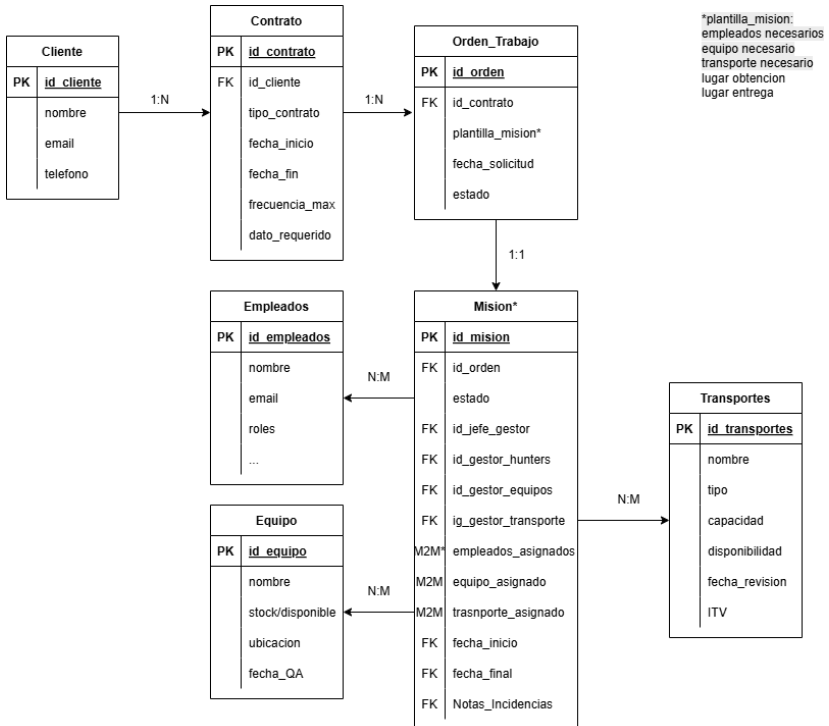 Cliente
PK id_cliente
nombre
email
telefono
1:N
Contrato
PK id_contrato
FK id_cliente
tipo_contrato
fecha_inicio
fecha_fin
frecuencia_max
dato_requerido
1:N
Orden_Trabajo
PK id_orden
FK id_contrato
plantilla_mision*
fecha_solicitud
estado
*plantilla_mision:
empleados necesarios
equipo necesario
transporte necesario
lugar obtencion
lugar entrega
1:1
Empleados
PK id_empleados
nombre
email
roles
...
N:M
Mision*
PK id_mision
FK id_orden
estado
FK id_jefe_gestor
FK id_gestor_hunters
FK id_gestor_equipos
FK ig_gestor_transporte
M2M* empleados_asignados
M2M equipo_asignado
M2M trasnporte_asignado
FK fecha_inicio
FK fecha_final
FK Notas_Incidencias
N:M
Transportes
PK id_transportes
nombre
tipo
capacidad
disponibilidad
fecha_revision
ITV
Equipo
PK id_equipo
nombre
stock/disponible
ubicacion
fecha_QA
N:M